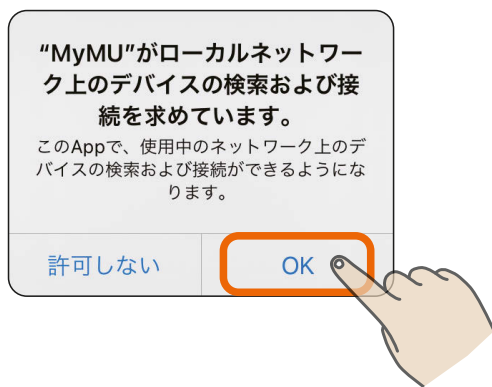 “MyMU”がローカルネットワー
ク上のデバイスの検索および接
続を求めています。
このAppで、使用中のネットワーク上のデ
バイスの検索および接続ができるようにな
ります。
許可しない OK